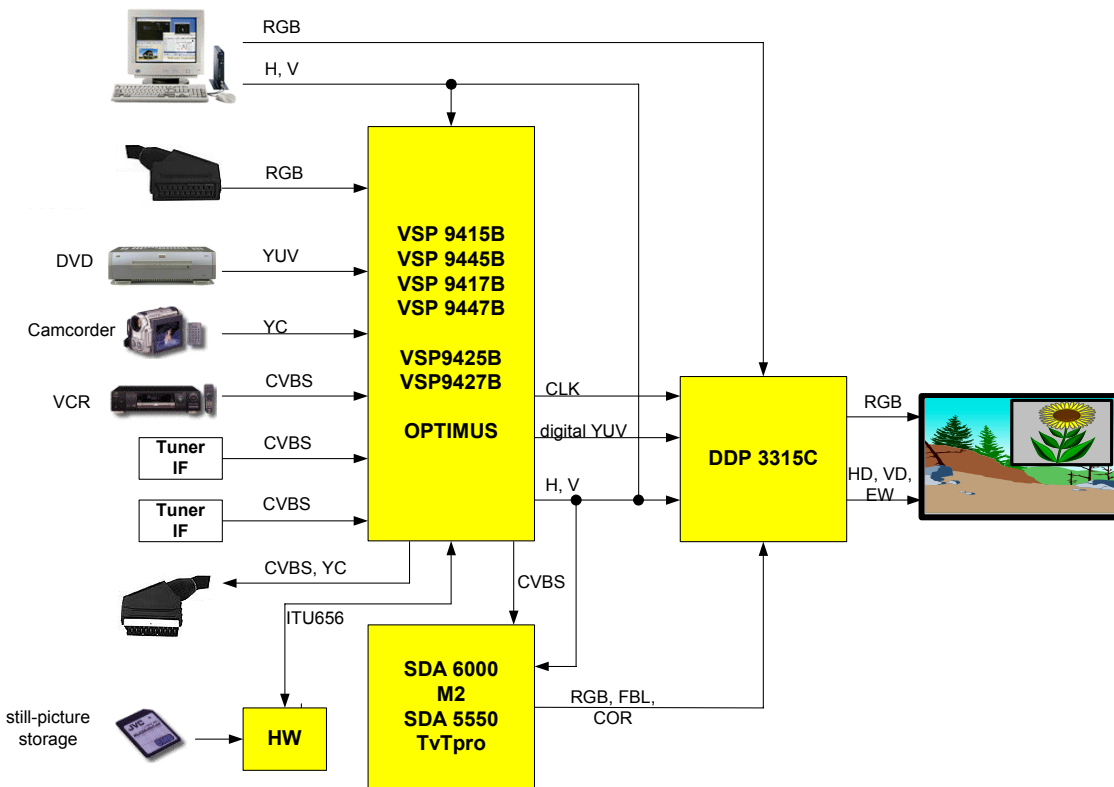 RGB
H, V
RGB
DVD
YUV
Camcorder
YC
VCR
CVBS
Tuner
IF
CVBS
Tuner
IF
CVBS
VSP 9415B
VSP 9445B
VSP 9417B
VSP 9447B
VSP9425B
VSP9427B
OPTIMUS
CLK
digital YUV
H, V
DDP 3315C
RGB
HD, VD,
EW
CVBS, YC
ITU656
CVBS
still-picture
storage
JVC
HW
SDA 6000
M2
SDA 5550
TvTpro
RGB, FBL,
COR